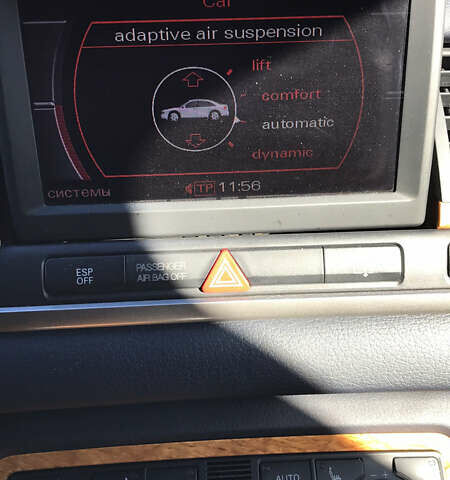 Car
adaptive air suspension
lift
comfort
automatic
dynamic
системы
TP 11:56
ESP OFF
PASSENGER AIR BAG OFF
AUTO